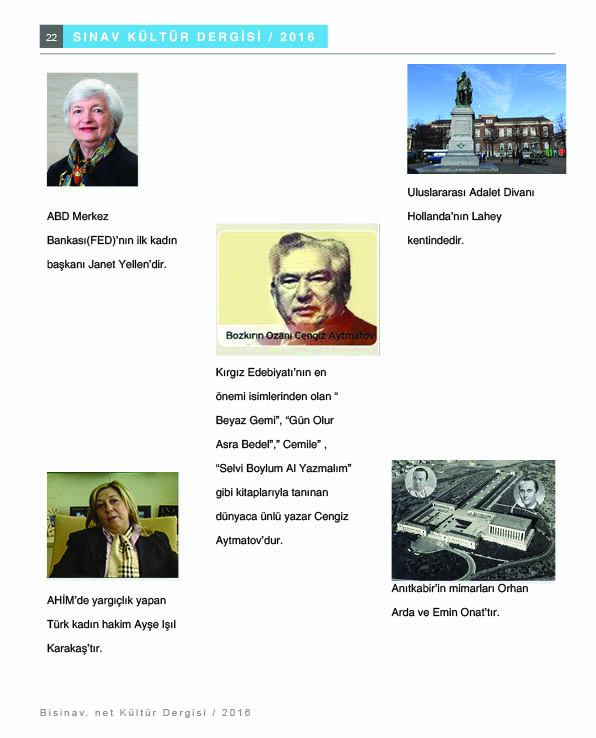 22 SINAV KÜLTÜR DERGİSİ / 2016
ABD Merkez
Bankası(FED)’nın ilk kadın
başkanı Janet Yellen’dir.
Uluslararası Adalet Divanı
Hollanda’nın Lahey
kentindedir.
Bozkırın Ozanı Cengiz Aytmatov
Kırgız Edebiyatı’nın en
önemi isimlerinden olan “
Beyaz Gemi”, “Gün Olur
Asra Bedel”,” Cemile” ,
“Selvi Boylum Al Yazmalım”
gibi kitaplarıyla tanınan
dünyaca ünlü yazar Cengiz
Aytmatov’dur.
AHİM’de yargıçlık yapan
Türk kadın hakim Ayşe Işıl
Karakaş’tır.
Anıtkabir’in mimarları Orhan
Arda ve Emin Onat’tır.
Bisinav. net Kültür Dergisi / 2016